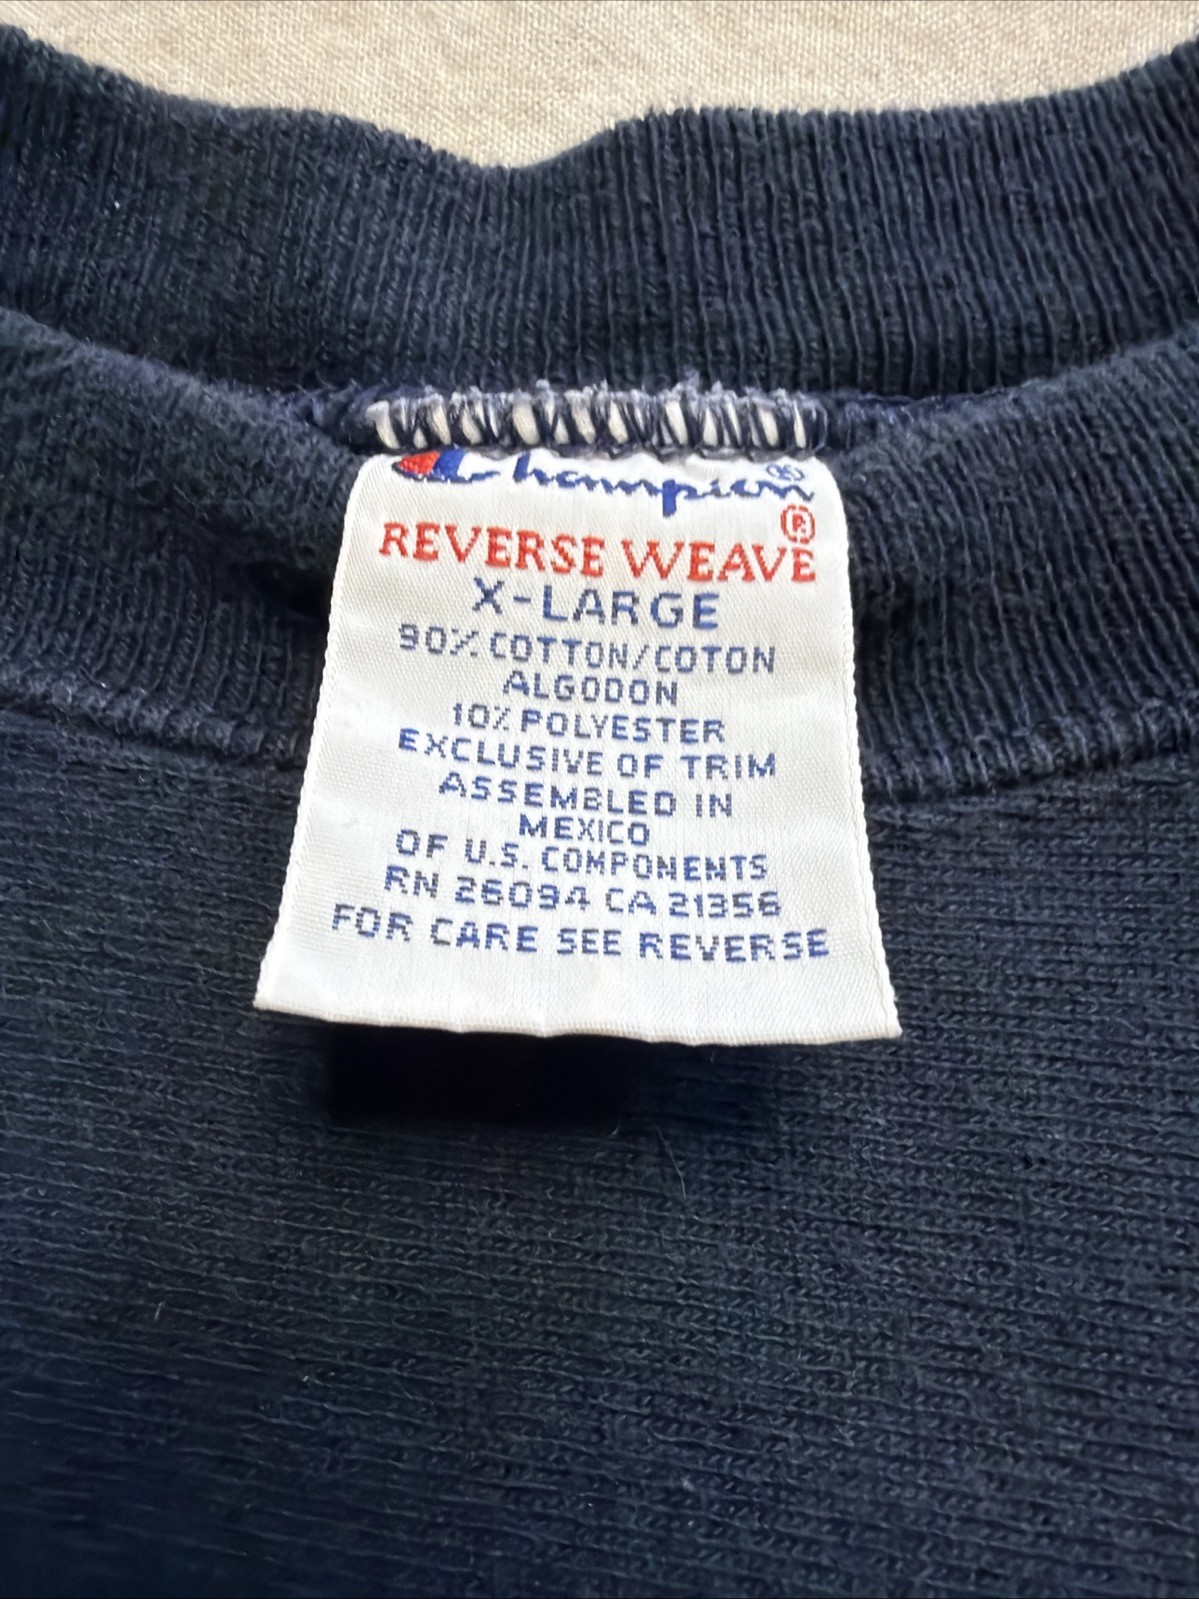 Champion®
REVERSE WEAVE®
X-LARGE
90% COTTON/COTON
ALGODON
10% POLYESTER
EXCLUSIVE OF TRIM
ASSEMBLED IN
MEXICO
OF U.S. COMPONENTS
RN 26094 CA 21356
FOR CARE SEE REVERSE